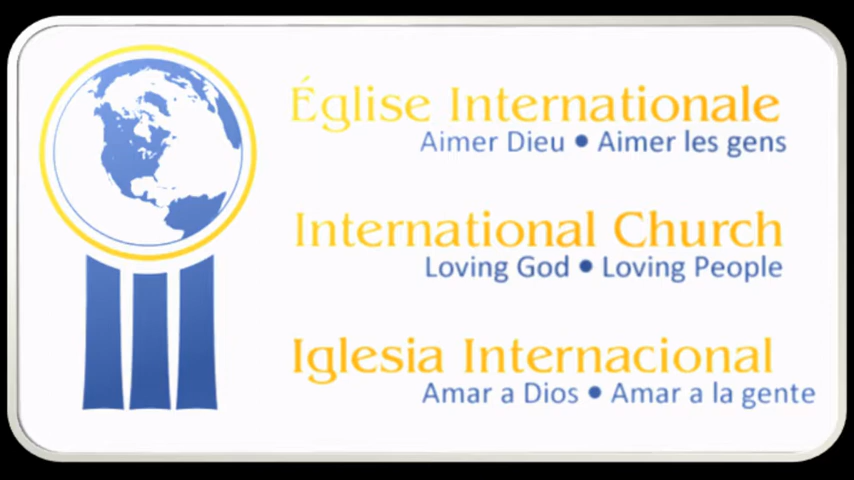 Église Internationale
Aimer Dieu • Aimer les gens
International Church
Loving God • Loving People
Iglesia Internacional
Amar a Dios • Amar a la gente